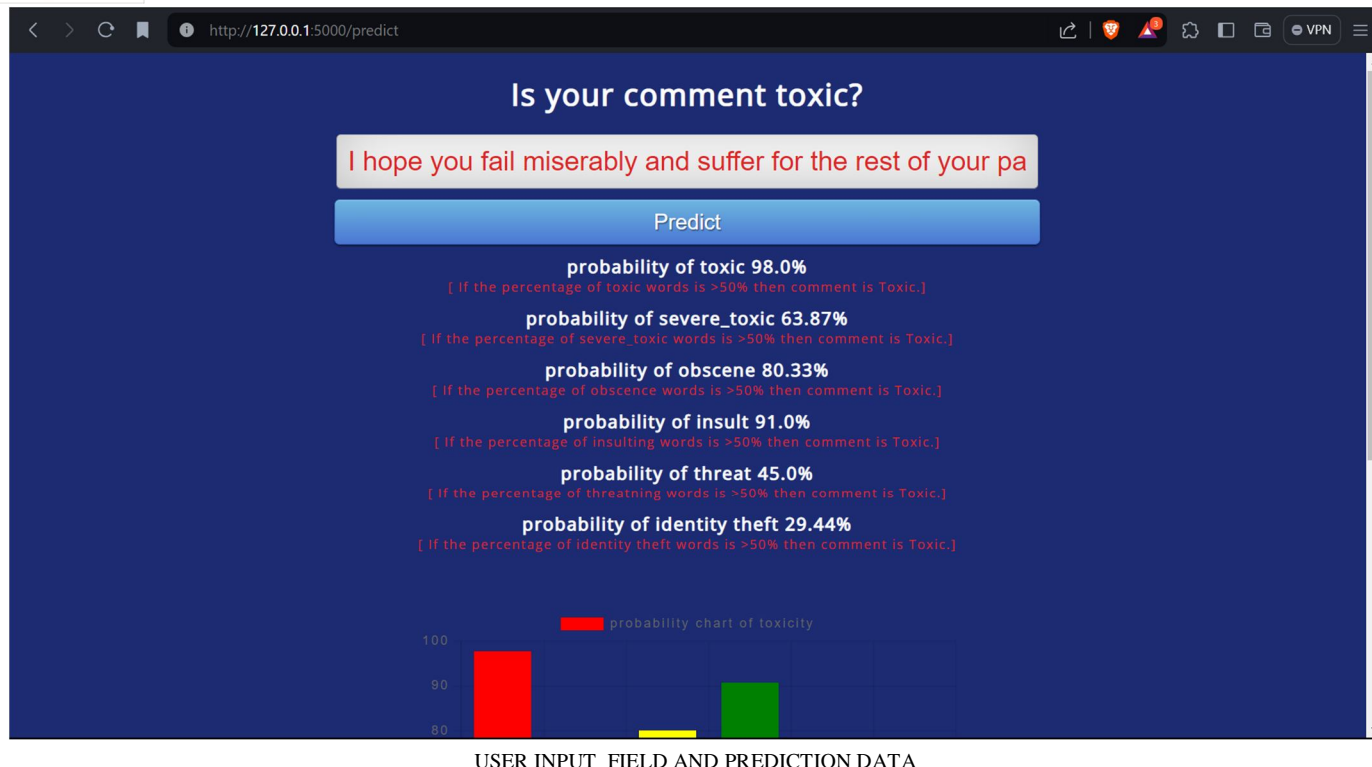 http://127.0.0.1:5000/predict
3
VPN
Is your comment toxic?
I hope you fail miserably and suffer for the rest of your pa
Predict
probability of toxic 98.0%
[ If the percentage of toxic words is >50% then comment is Toxic.]
probability of severe_toxic 63.87%
[ If the percentage of severe_toxic words is >50% then comment is Toxic.]
probability of obscene 80.33%
[ If the percentage of obscence words is >50% then comment is Toxic.]
probability of insult 91.0%
[ If the percentage of insulting words is >50% then comment is Toxic.]
probability of threat 45.0%
[ If the percentage of threatning words is >50% then comment is Toxic.]
probability of identity theft 29.44%
[ If the percentage of identity theft words is >50% then comment is Toxic.]
probability chart of toxicity
100
90
80
USER INPUT FIELD AND PREDICTION DATA